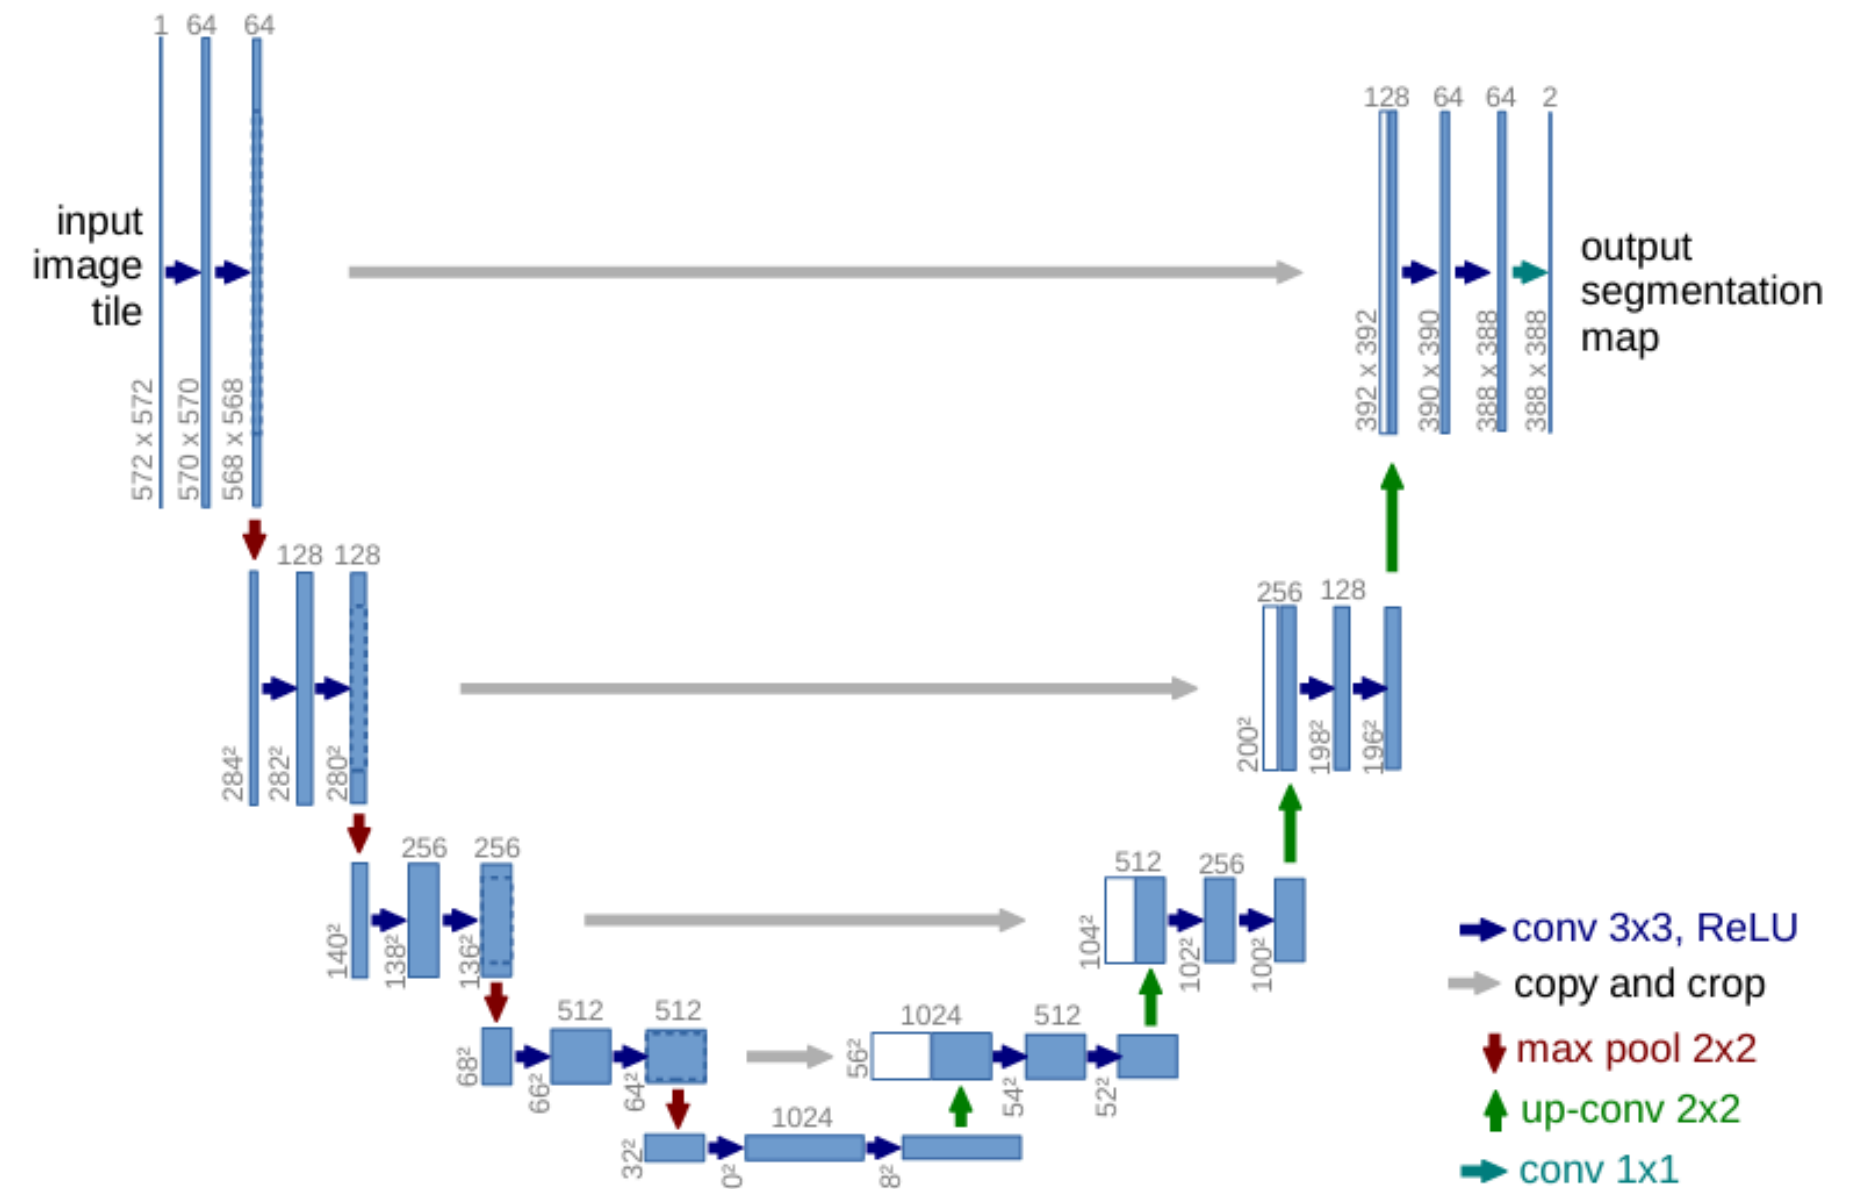 1 64 64
input
image
tile
572 x 572
570 x 570
568 x 568
128 64 64 2
392 x 392
390 x 390
388 x 388
388 x 388
output
segmentation
map
128 128
284²
282²
280²
256 128
200²
198²
196²
256 256
140²
138²
136²
512 256
104²
102²
100²
512 512
68²
66²
64²
1024 512
56²
54²
52²
1024
32²
0²
8²
conv 3x3, ReLU
copy and crop
max pool 2x2
up-conv 2x2
conv 1x1